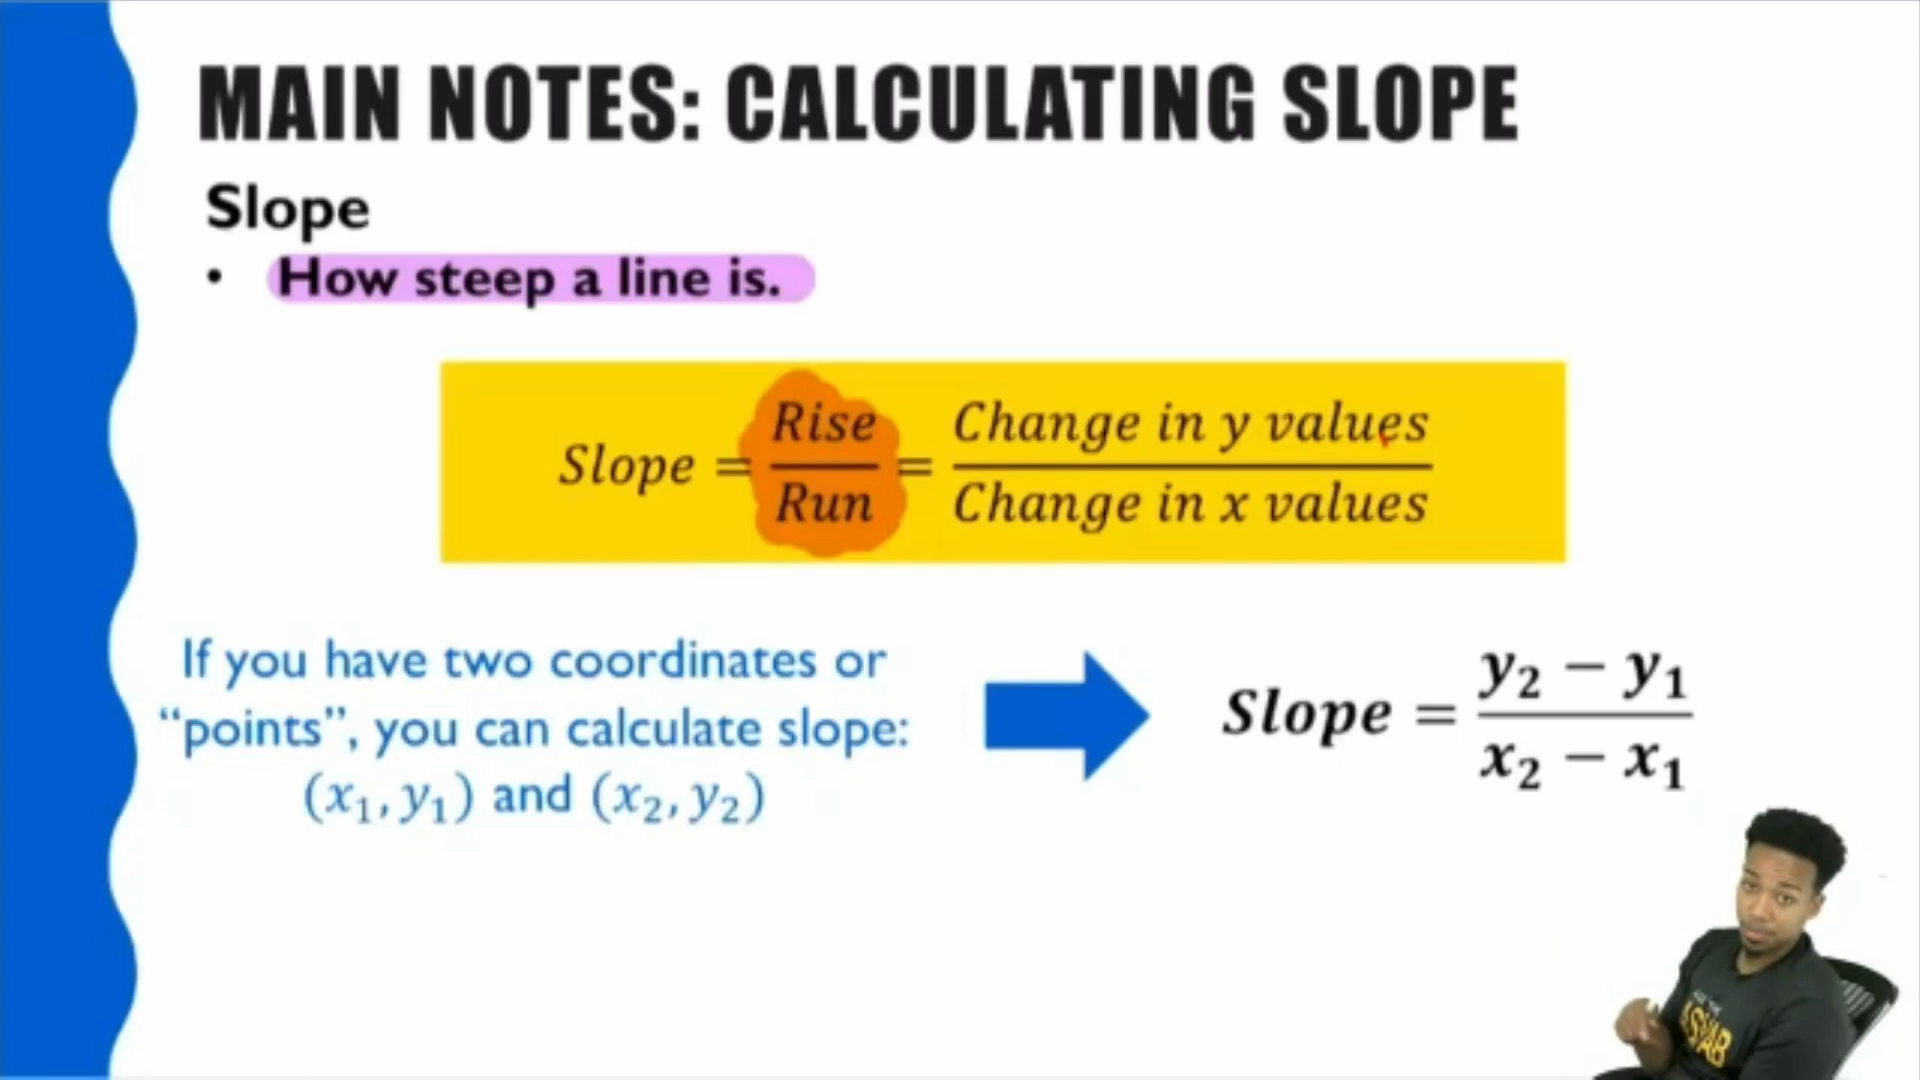 MAIN NOTES: CALCULATING SLOPE
Slope
• How steep a line is.
Slope = Rise/Run = Change in y values/Change in x values
If you have two coordinates or
“points”, you can calculate slope:
(x₁, y₁) and (x₂, y₂)
Slope = y₂ − y₁/x₂ − x₁